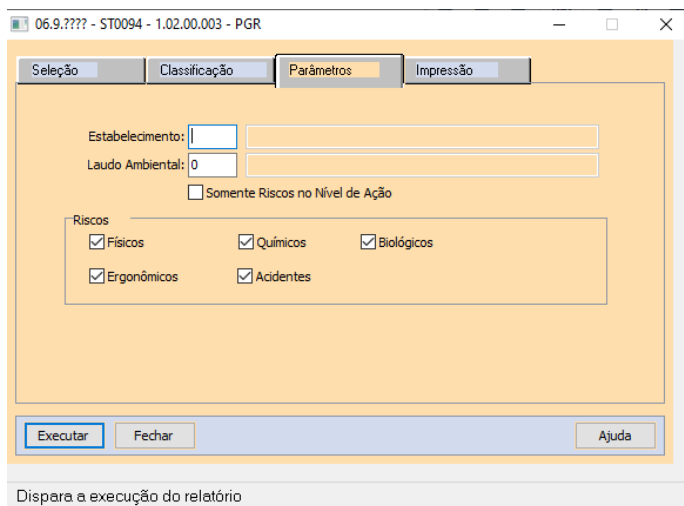 06.9.???? - ST0094 - 1.02.00.003 - PGR
Seleção Classificação Parâmetros Impressão
Estabelecimento:
Laudo Ambiental: 0
Somente Riscos no Nível de Ação
Riscos
Físicos Químicos Biológicos
Ergonômicos Acidentes
Executar Fechar Ajuda
Dispara a execução do relatório